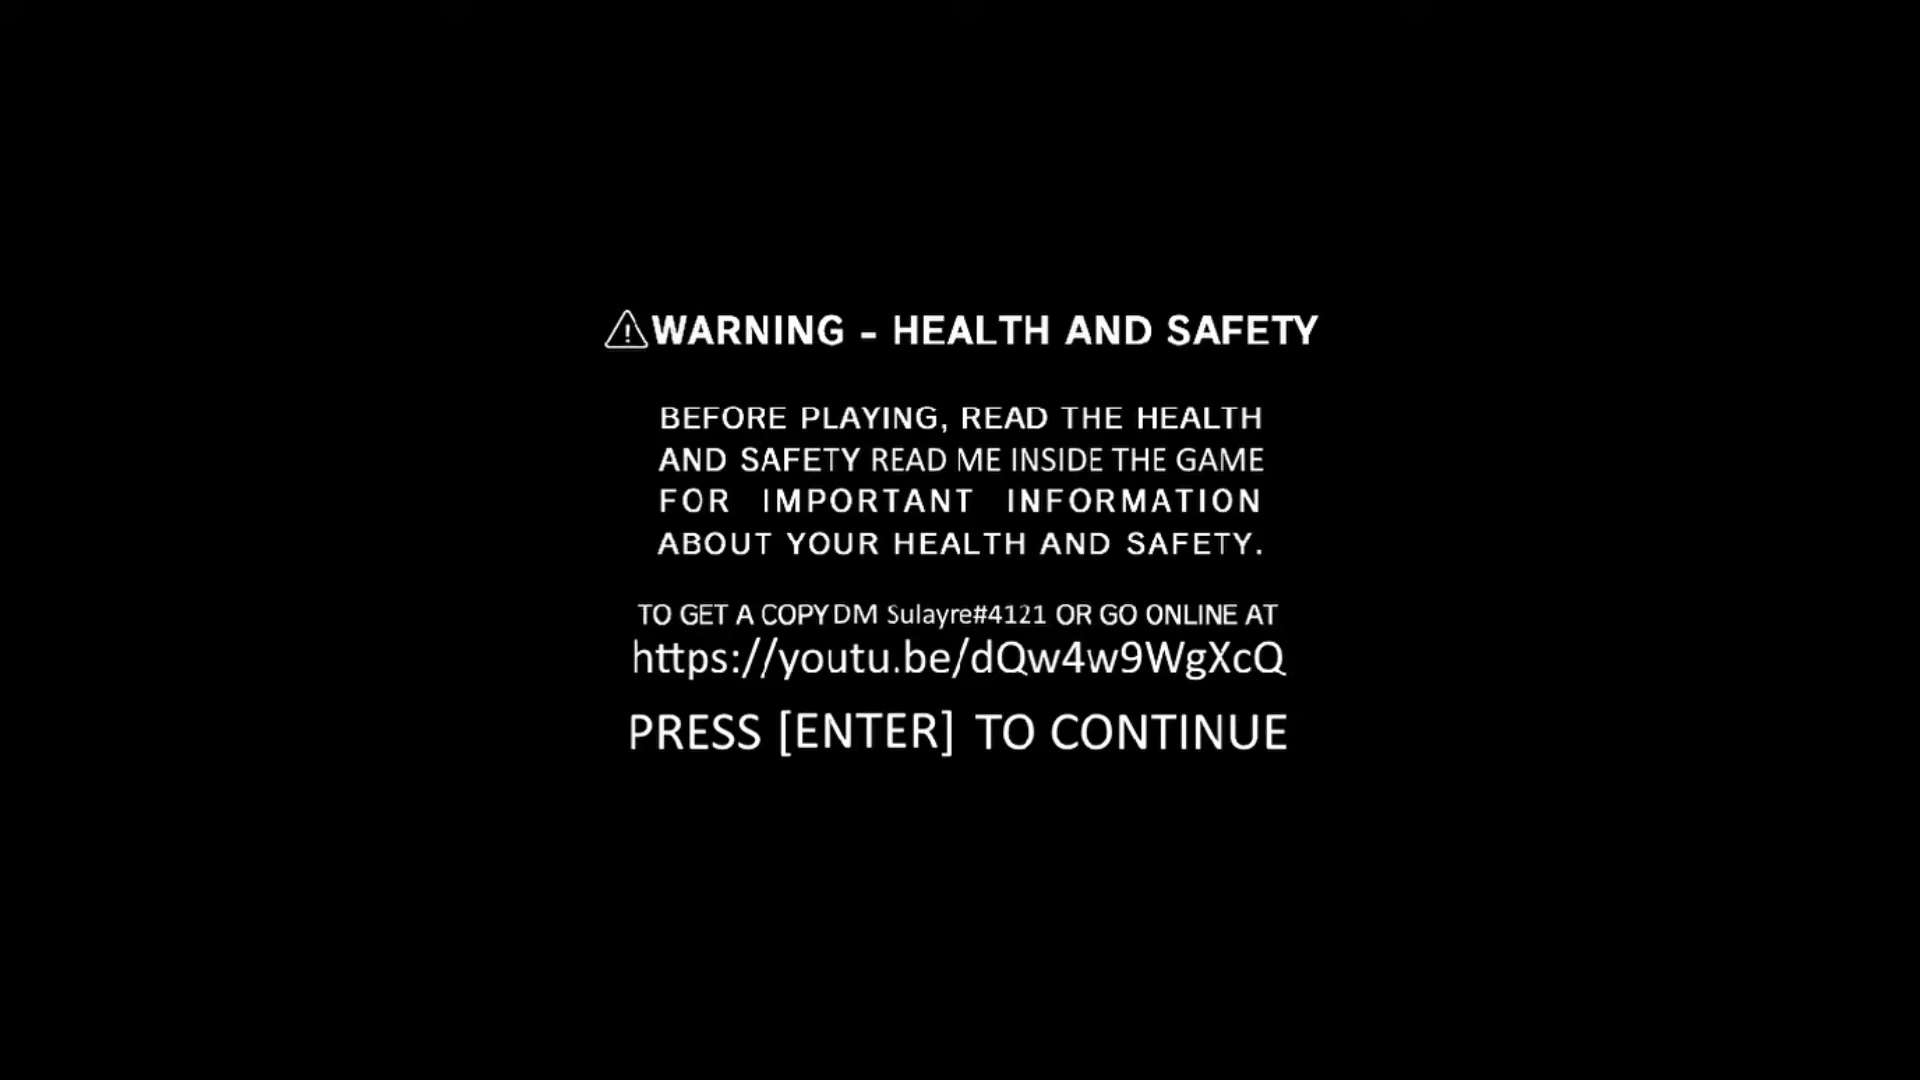 ⚠WARNING - HEALTH AND SAFETY
BEFORE PLAYING, READ THE HEALTH
AND SAFETY READ ME INSIDE THE GAME
FOR IMPORTANT INFORMATION
ABOUT YOUR HEALTH AND SAFETY.
TO GET A COPY DM Sulayre#4121 OR GO ONLINE AT
https://youtu.be/dQw4w9WgXcQ
PRESS [ENTER] TO CONTINUE